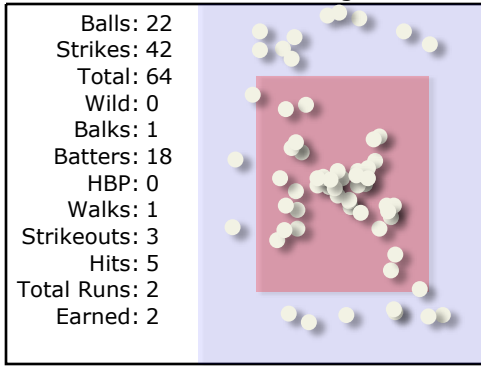 Balls: 22
Strikes: 42
Total: 64
Wild: 0
Balks: 1
Batters: 18
HBP: 0
Walks: 1
Strikeouts: 3
Hits: 5
Total Runs: 2
Earned: 2